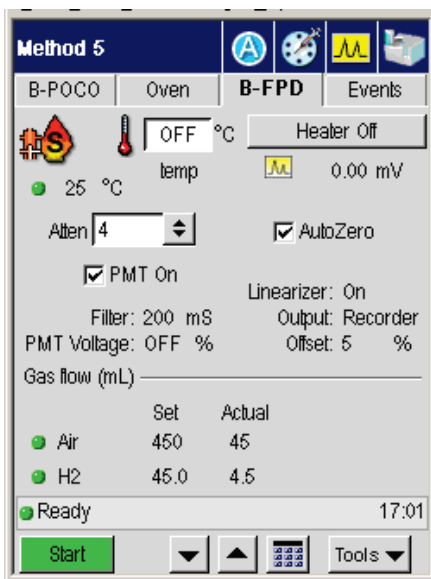 Method 5
B-POCO Oven B-FPD Events
S OFF °C Heater Off
temp 0.00 mV
25 °C
Atten 4 AutoZero
PMT On
Linearizer: On
Filter: 200 mS Output: Recorder
PMT Voltage: OFF % Offset: 5 %
Gas flow (mL)
Set Actual
Air 450 45
H2 45.0 4.5
Ready 17:01
Start Tools